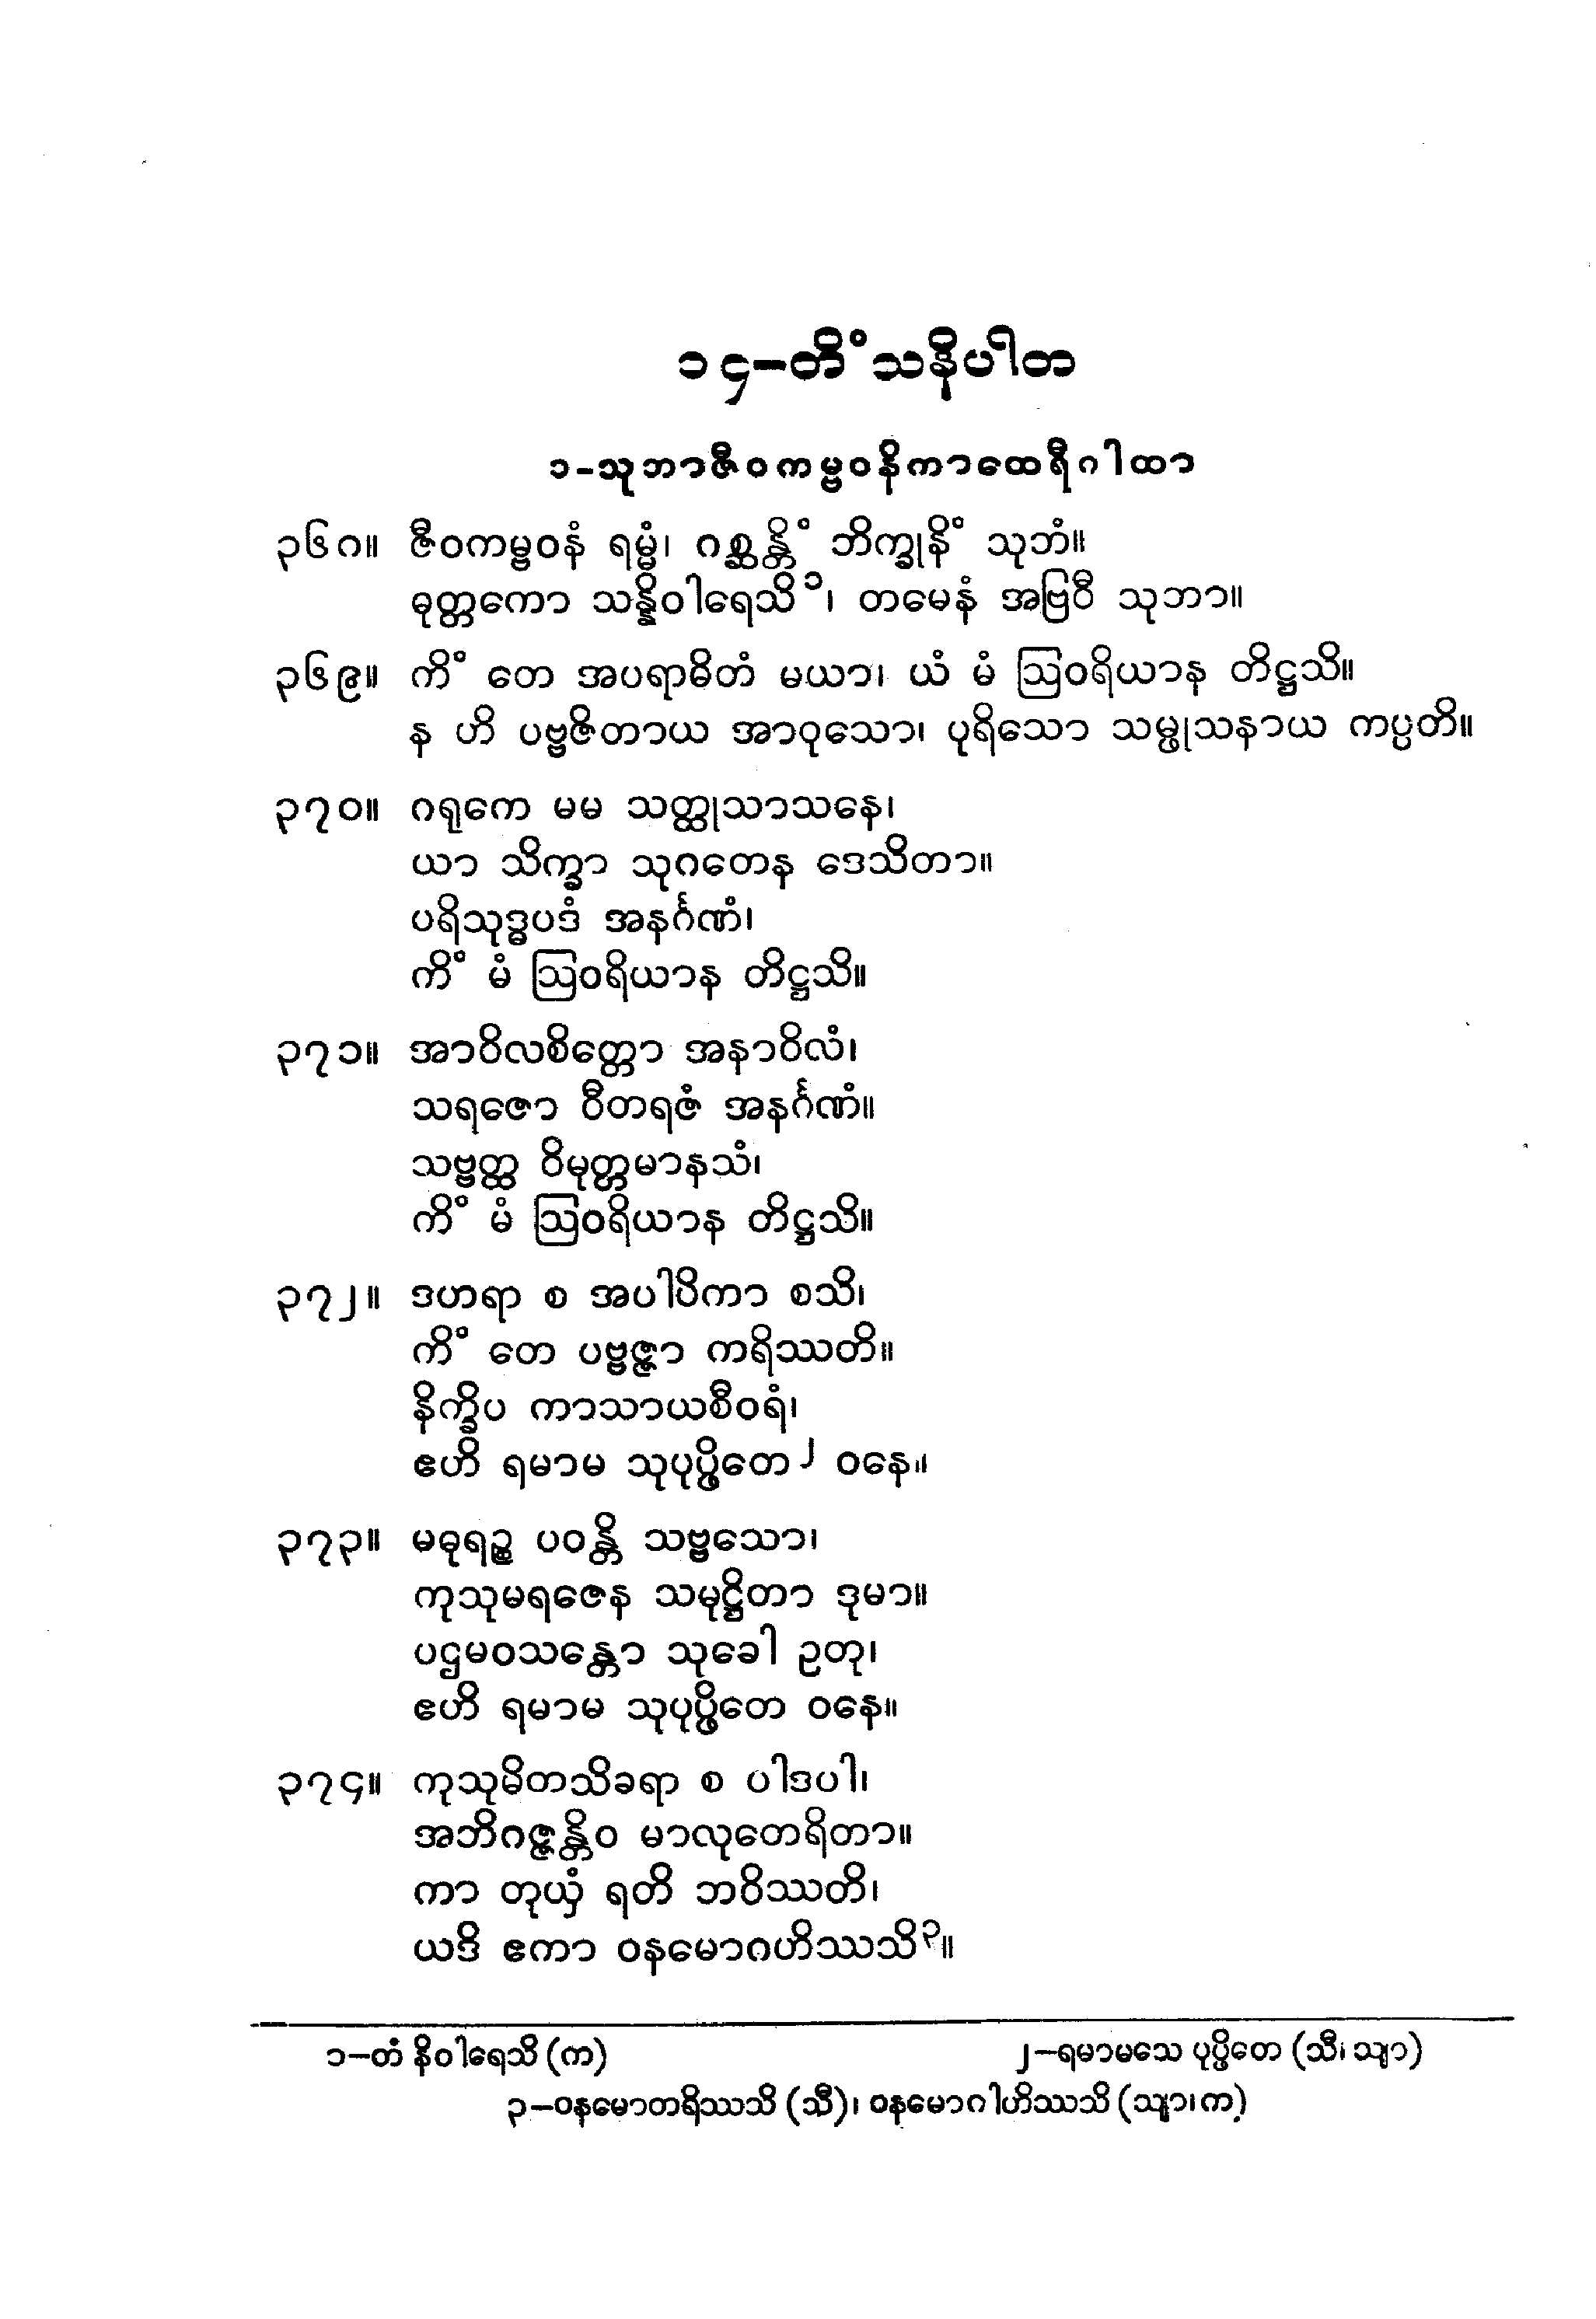 ၁၄–တိံသနိပါတ
၁–သုဘာဇီဝကမ္ဗဝနိကာထေရီဂါထာ
၃၆၈။ ဇီဝကမ္ဗဝနံ ရမ္မံ၊ ဂစ္ဆန္တိံ ဘိက္ခုနိံ သုဘံ။
ဓုတ္တကော သန္နိဝါရေသိ၁၊ တမေနံ အဗြဝီ သုဘာ။
၃၆၉။ ကိံ တေ အပရာဓိတံ မယာ၊ ယံ မံ ဩဝရိယာန တိဋ္ဌသိ။
န ဟိ ပဗ္ဗဇိတာယ အာဝုသော၊ ပုရိသော သမ္ဖုသနာယ ကပ္ပတိ။
၃၇၀။ ဂရုကေ မမ သတ္ထုသာသနေ၊
ယာ သိက္ခာ သုဂတေန ဒေသိတာ။
ပရိသုဒ္ဓပဒံ အနင်္ဂဏံ၊
ကိံ မံ ဩဝရိယာန တိဋ္ဌသိ။
၃၇၁။ အာဝိလစိတ္တော အနာဝိလံ၊
သရဇော ဝီတရဇံ အနင်္ဂဏံ။
သဗ္ဗတ္ထ ဝိမုတ္တမာနသံ၊
ကိံ မံ ဩဝရိယာန တိဋ္ဌသိ။
၃၇၂။ ဒဟရာ စ အပါပိကာ စသိ၊
ကိံ တေ ပဗ္ဗဇ္ဇာ ကရိဿတိ။
နိက္ခိပ ကာသာယစီဝရံ၊
ဧဟိ ရမာမ သုပုပ္ဖိတေ၂ ဝနေ။
၃၇၃။ မဓုရဉ္စ ပဝန္တိ သဗ္ဗသော၊
ကုသုမရဇေန သမုဋ္ဌိတာ ဒုမာ။
ပဌမဝသန္တော သုခေါ ဥတု၊
ဧဟိ ရမာမ သုပုပ္ဖိတေ ဝနေ။
၃၇၄။ ကုသုမိတသိခရာ စ ပါဒပါ၊
အဘိဂဇ္ဇန္တိဝ မာလုတေရိတာ။
ကာ တုယှံ ရတိ ဘဝိဿတိ၊
ယဒိ ဧကာ ဝနမောဂဟိဿသိ၃။
၁–တံ နိဝါရေသိ (က) ၂–ရမာမသေ ပုပ္ဖိတေ (သီ၊ သျာ)
၃–ဝနမောတရိဿသိ (သီ)၊ ဝနမောဂါဟိဿသိ (သျာ၊ က)